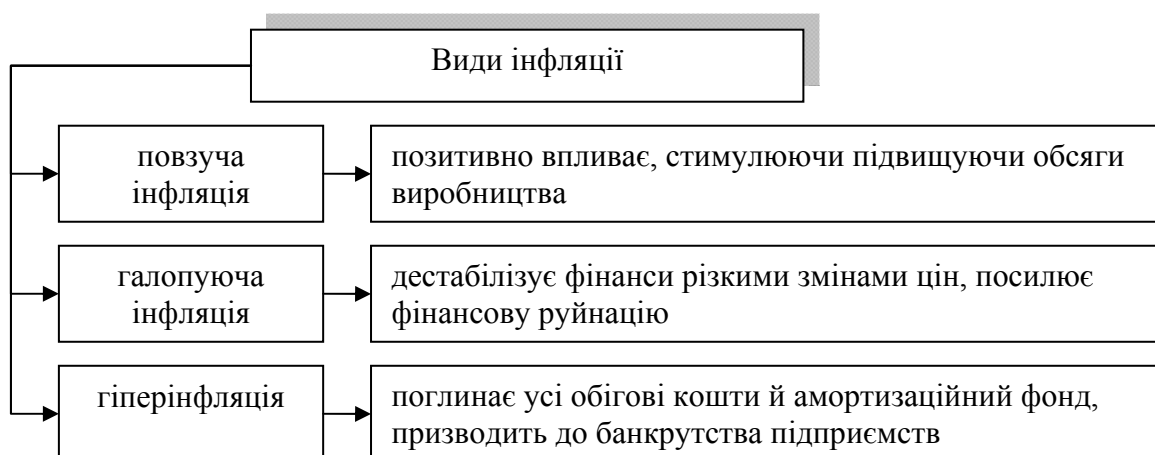 Види інфляції
повзуча
інфляція
позитивно впливає, стимулюючи підвищуючи обсяги
виробництва
галопуюча
інфляція
дестабілізує фінанси різкими змінами цін, посилює
фінансову руйнацію
гіперінфляція
поглинає усі обігові кошти й амортизаційний фонд,
призводить до банкрутства підприємств